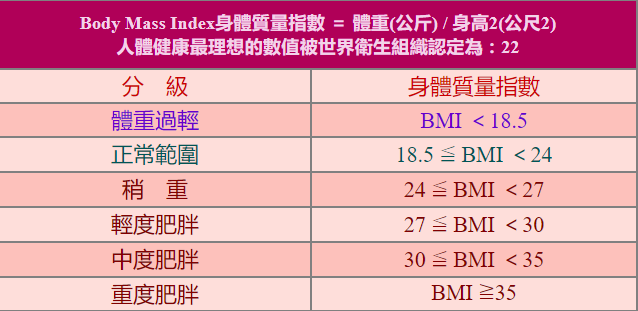 Body Mass Index身體質量指數 = 體重(公斤) / 身高2(公尺2)
人體健康最理想的數值被世界衛生組織認定為：22
分　級 身體質量指數
體重過輕 BMI ＜18.5
正常範圍 18.5 ≦ BMI ＜24
稍　重 24 ≦ BMI ＜27
輕度肥胖 27 ≦ BMI ＜30
中度肥胖 30 ≦ BMI ＜35
重度肥胖 BMI ≧35